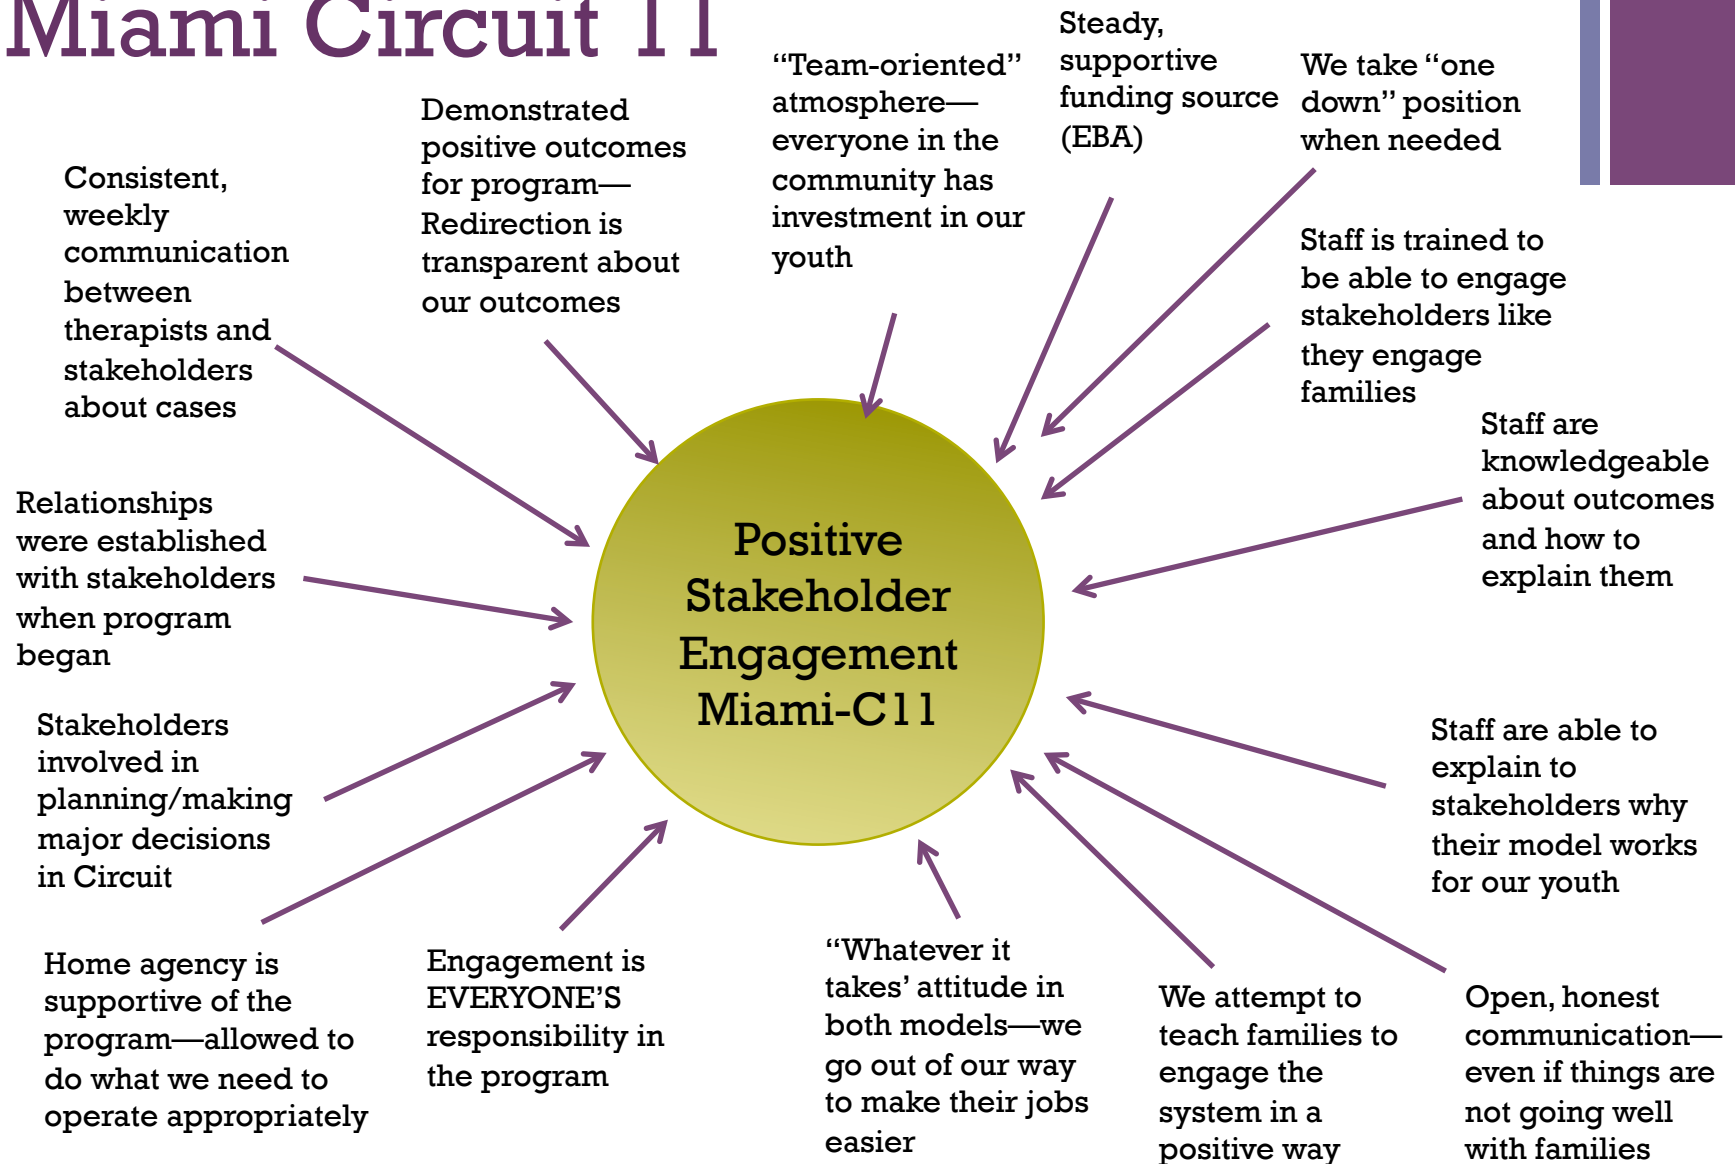 Miami Circuit 11
Consistent,
weekly
communication
between
therapists and
stakeholders
about cases
Demonstrated
positive outcomes
for program—
Redirection is
transparent about
our outcomes
“Team-oriented”
atmosphere—
everyone in the
community has
investment in our
youth
Steady,
supportive
funding source
(EBA)
We take “one
down” position
when needed
Staff is trained to
be able to engage
stakeholders like
they engage
families
Staff are
knowledgeable
about outcomes
and how to
explain them
Relationships
were established
with stakeholders
when program
began
Positive
Stakeholder
Engagement
Miami-C11
Stakeholders
involved in
planning/making
major decisions
in Circuit
Staff are able to
explain to
stakeholders why
their model works
for our youth
Home agency is
supportive of the
program—allowed to
do what we need to
operate appropriately
Engagement is
EVERYONE’S
responsibility in
the program
“Whatever it
takes’ attitude in
both models—we
go out of our way
to make their jobs
easier
We attempt to
teach families to
engage the
system in a
positive way
Open, honest
communication—
even if things are
not going well
with families